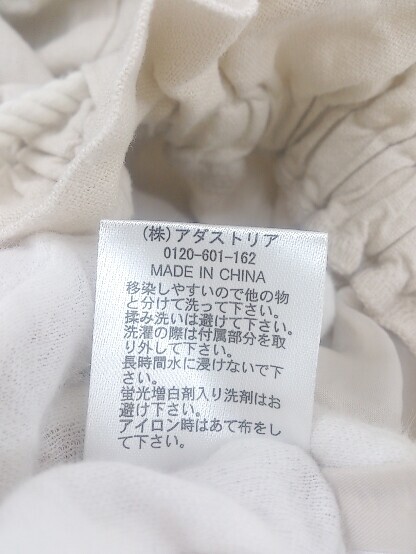 (株)アダストリア
0120-601-162
MADE IN CHINA
移染しやすいので他の物
と分けて洗って下さい。
揉み洗いは避けて下さい。
洗濯の際は付属部分を取
り外して下さい。
長時間水に浸けないで下
さい。
蛍光増白剤入り洗剤はお
避け下さい。
アイロン時はあて布をし
て下さい。